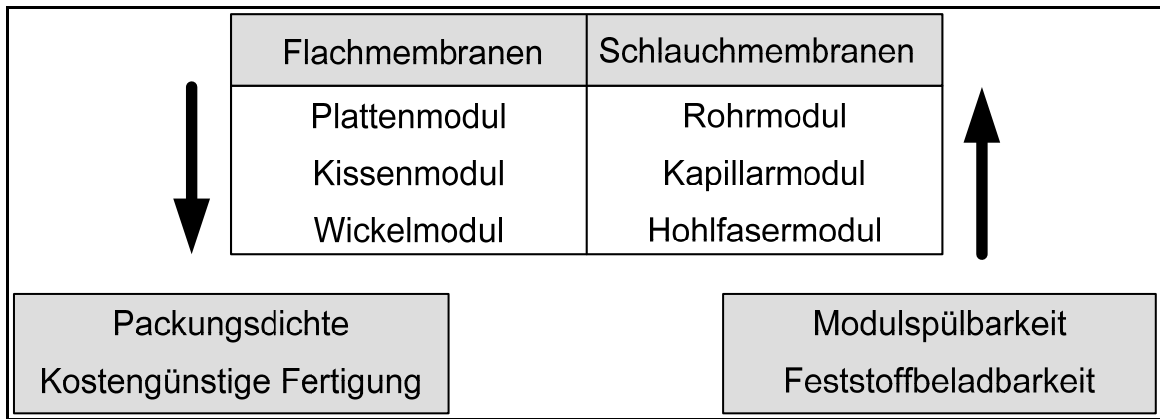 Flachmembranen Schlauchmembranen
Plattenmodul Rohrmodul
Kissenmodul Kapillarmodul
Wickelmodul Hohlfasermodul
Packungsdichte
Kostengünstige Fertigung
Modulspülbarkeit
Feststoffbeladbarkeit